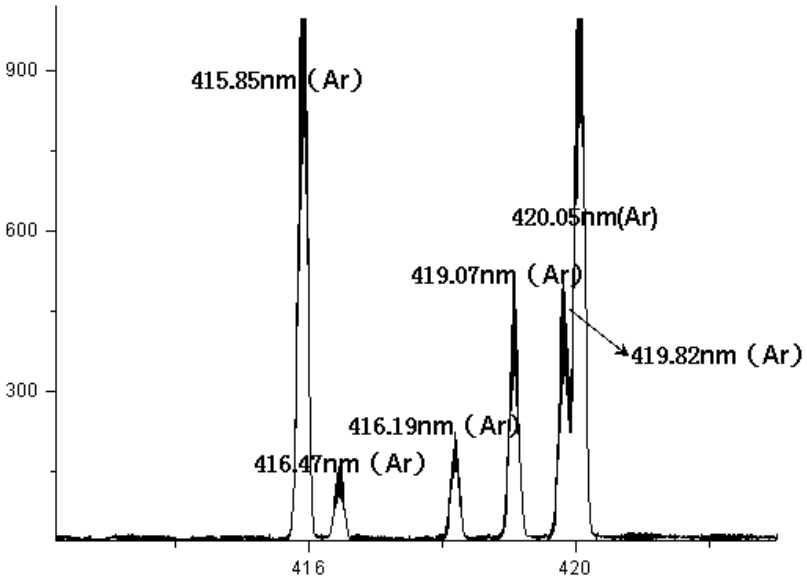 900
415.85nm（Ar）
600
420.05nm(Ar)
419.07nm（Ar）
419.82nm（Ar）
300
416.19nm（Ar）
416.47nm（Ar）
416
420